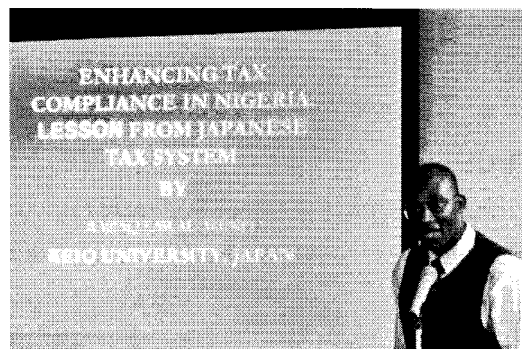 ENHANCING TAX
COMPLIANCE IN NIGERIA
LESSON FROM JAPANESE
TAX SYSTEM
BY
KEIO UNIVERSITY, JAPAN